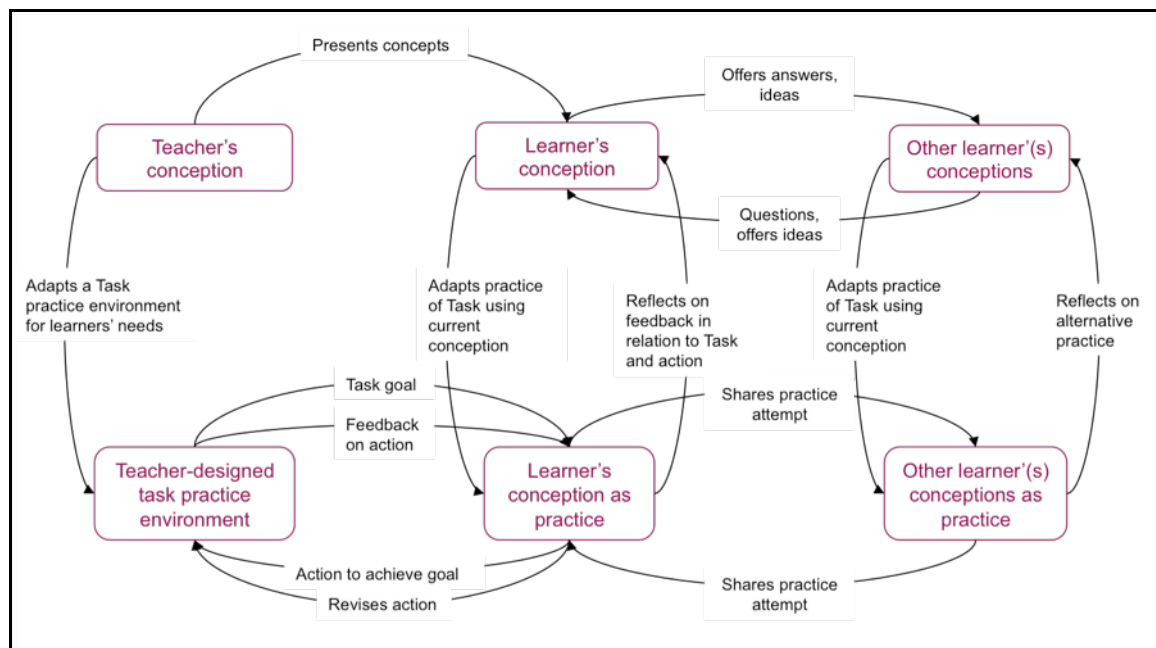 Presents concepts
Offers answers,
ideas
Teacher's
conception
Learner's
conception
Other learner'(s)
conceptions
Questions,
offers ideas
Adapts a Task
practice environment
for learners' needs
Adapts practice
of Task using
current
conception
Reflects on
feedback in
relation to Task
and action
Adapts practice
of Task using
current
conception
Reflects on
alternative
practice
Task goal
Feedback
on action
Shares practice
attempt
Teacher-designed
task practice
environment
Learner's
conception as
practice
Other learner'(s)
conceptions as
practice
Action to achieve goal
Revises action
Shares practice
attempt